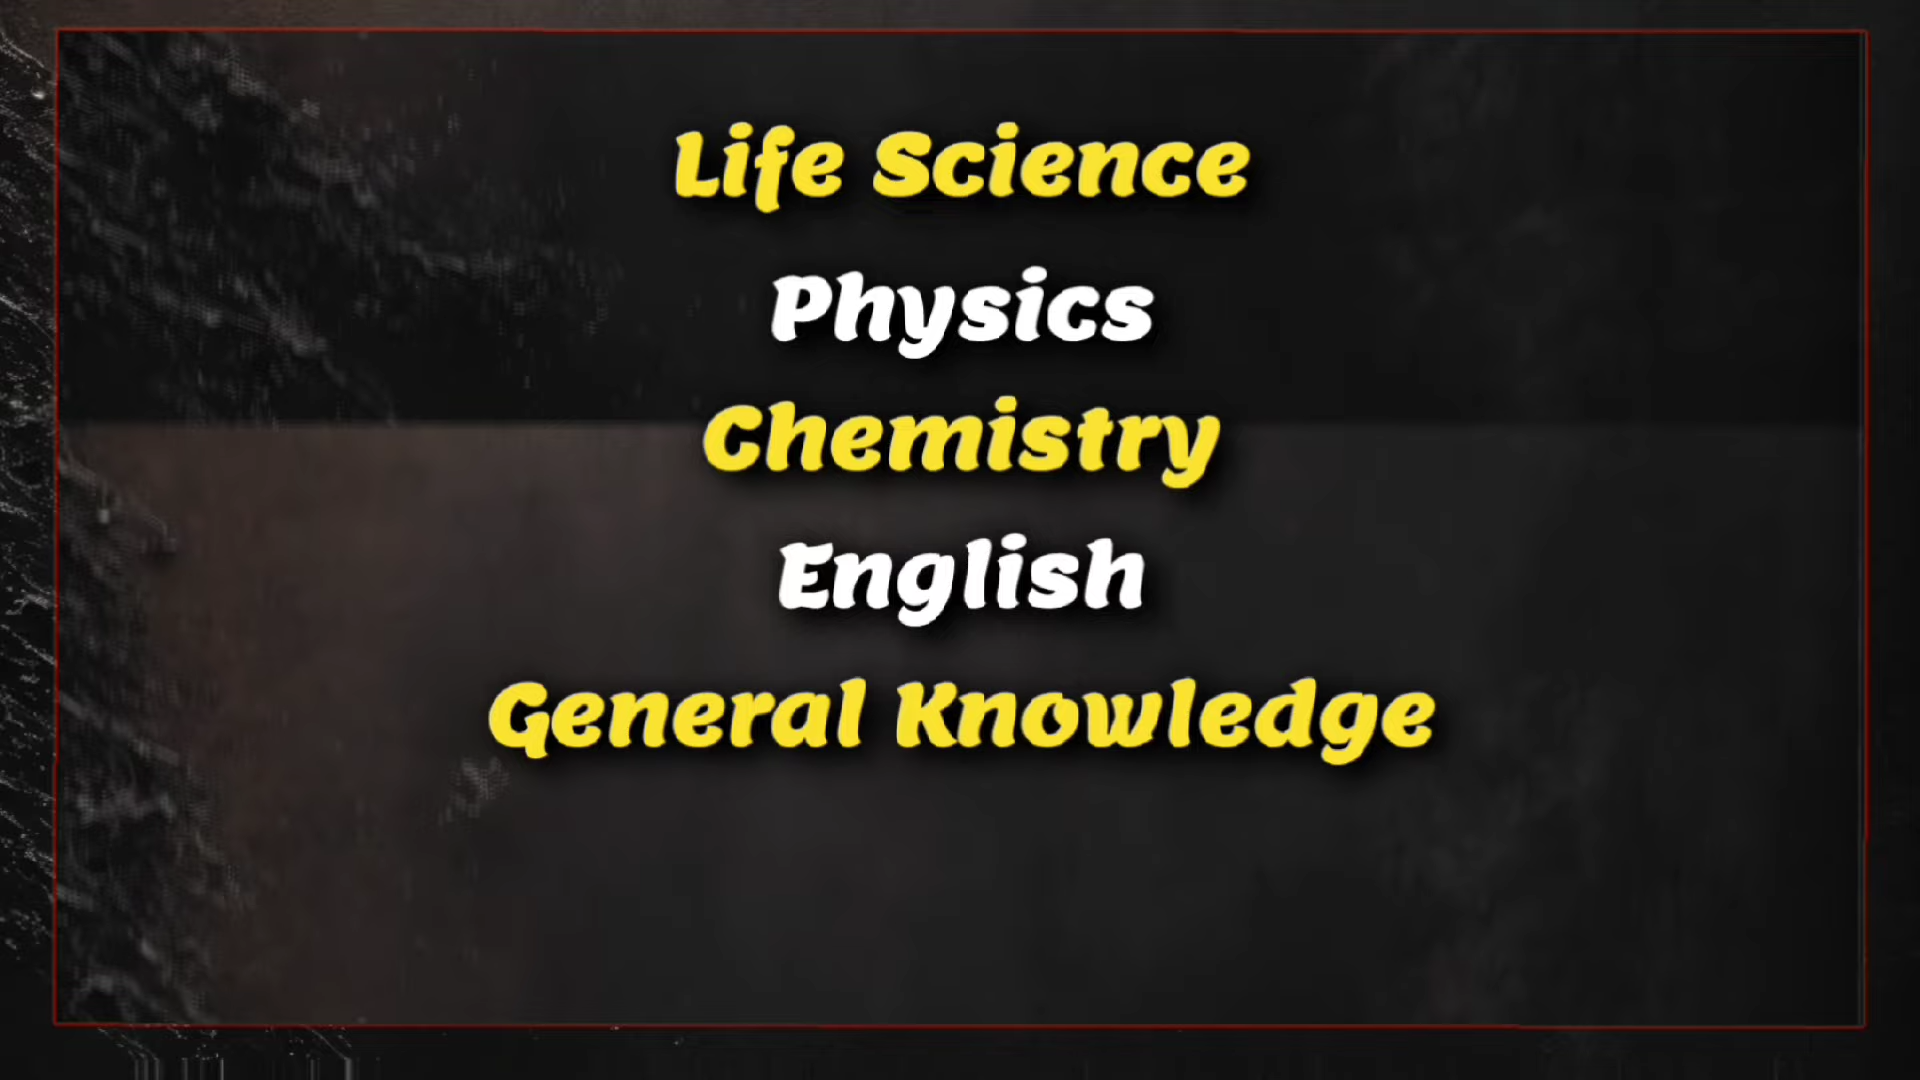 Life Science
Physics
Chemistry
English
General Knowledge